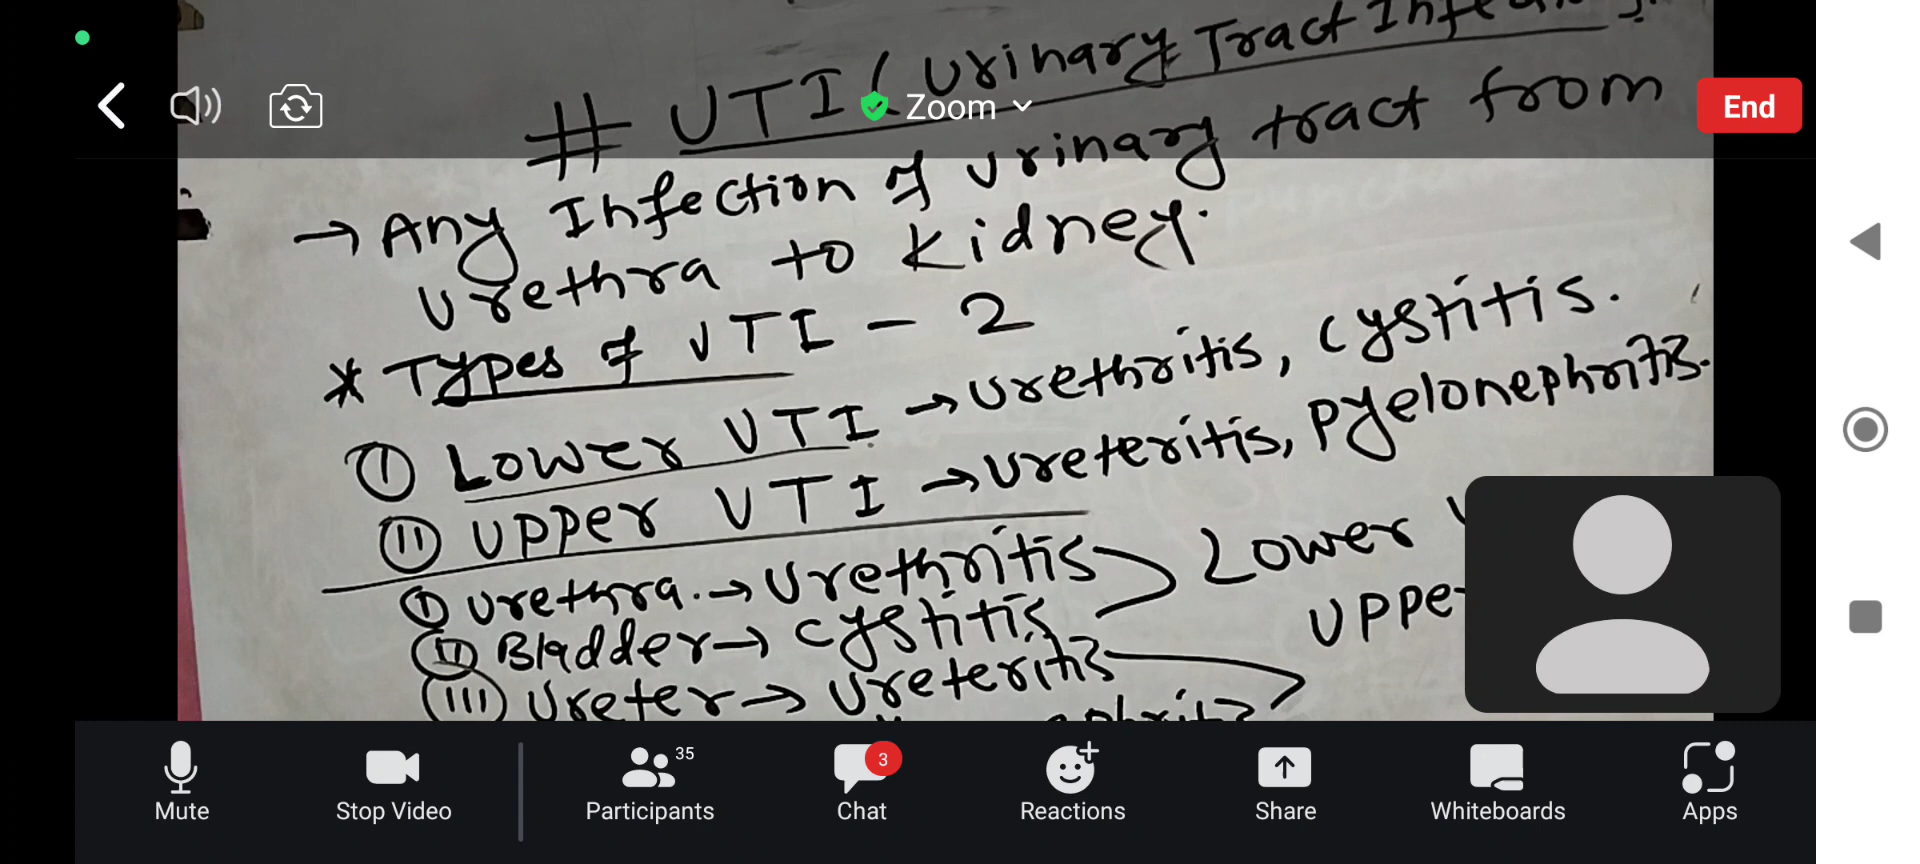 # UTI (Urinary Tract
Zoom
End
→ Any Infection of urinary tract from
Urethra to Kidney.
* Types of UTI - 2
① Lower UTI → Urethritis, cystitis.
② Upper UTI → Ureteritis, Pyelonephritis.
① Urethra. → Urethritis
Lower
② Bladder → cystitis
Uppe
③ Ureter → Ureteritis
35
3
Mute
Stop Video
Participants
Chat
Reactions
Share
Whiteboards
Apps